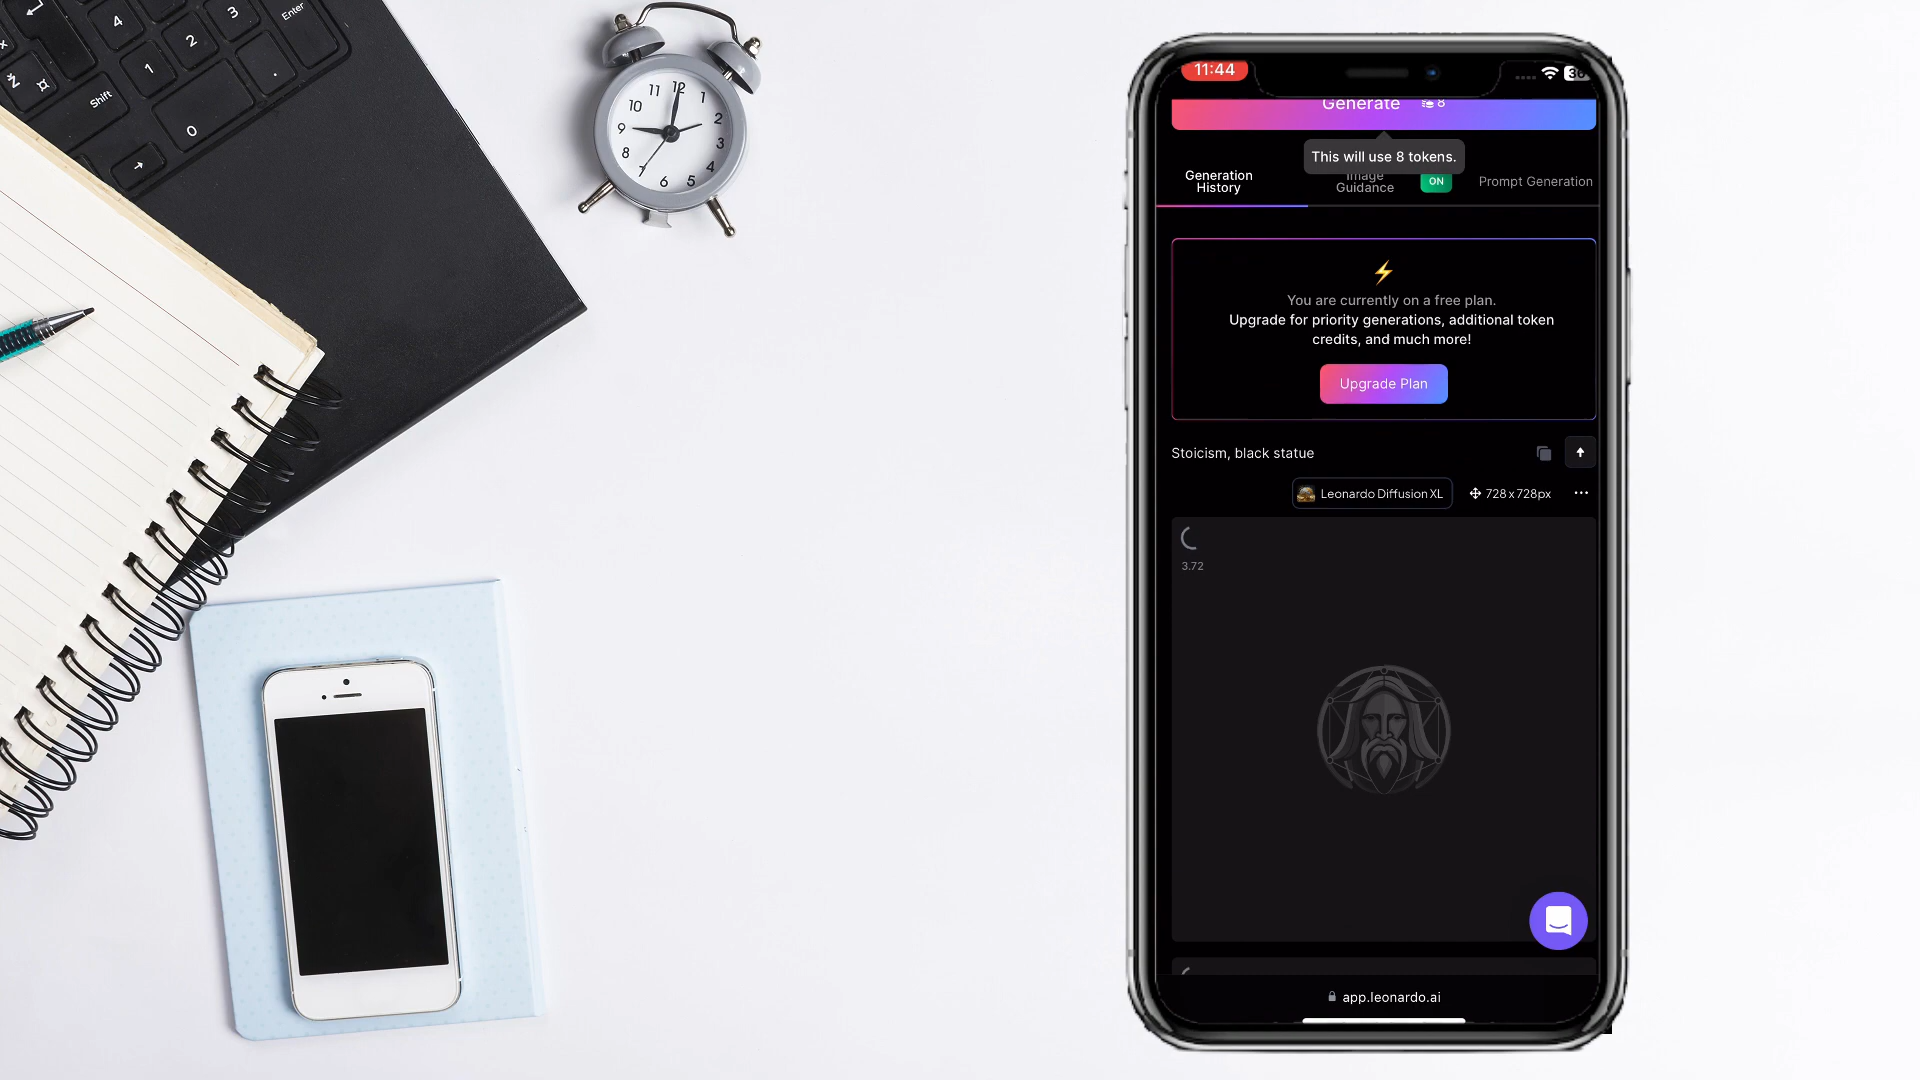 4
3
Enter
2
1
.
Shift
0
12
1
2
3
4
5
6
7
8
9
10
11
11:44
Generate 8
This will use 8 tokens.
Generation
History
Image
Guidance
ON
Prompt Generation
You are currently on a free plan.
Upgrade for priority generations, additional token
credits, and much more!
Upgrade Plan
Stoicism, black statue
Leonardo Diffusion XL
728 x 728px
3.72
app.leonardo.ai